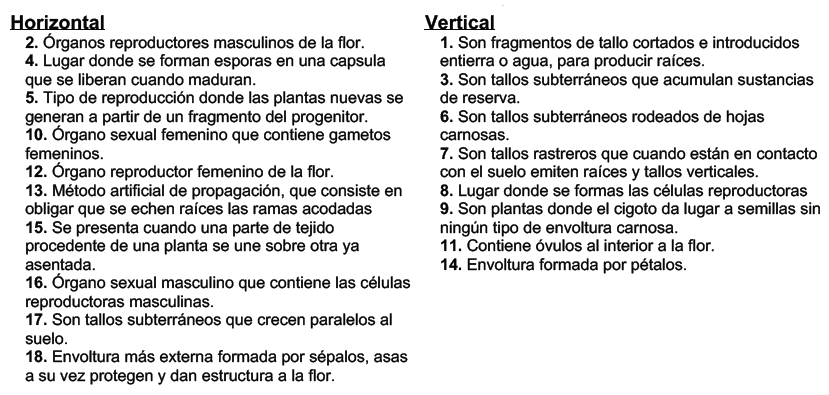 Horizontal
2. Órganos reproductores masculinos de la flor.
4. Lugar donde se forman esporas en una capsula
que se liberan cuando maduran.
5. Tipo de reproducción donde las plantas nuevas se
generan a partir de un fragmento del progenitor.
10. Órgano sexual femenino que contiene gametos
femeninos.
12. Órgano reproductor femenino de la flor.
13. Método artificial de propagación, que consiste en
obligar que se echen raíces las ramas acodadas
15. Se presenta cuando una parte de tejido
procedente de una planta se une sobre otra ya
asentada.
16. Órgano sexual masculino que contiene las células
reproductoras masculinas.
17. Son tallos subterráneos que crecen paralelos al
suelo.
18. Envoltura más externa formada por sépalos, asas
a su vez protegen y dan estructura a la flor.
Vertical
1. Son fragmentos de tallo cortados e introducidos
entierra o agua, para producir raíces.
3. Son tallos subterráneos que acumulan sustancias
de reserva.
6. Son tallos subterráneos rodeados de hojas
carnosas.
7. Son tallos rastreros que cuando están en contacto
con el suelo emiten raíces y tallos verticales.
8. Lugar donde se formas las células reproductoras
9. Son plantas donde el cigoto da lugar a semillas sin
ningún tipo de envoltura carnosa.
11. Contiene óvulos al interior a la flor.
14. Envoltura formada por pétalos.